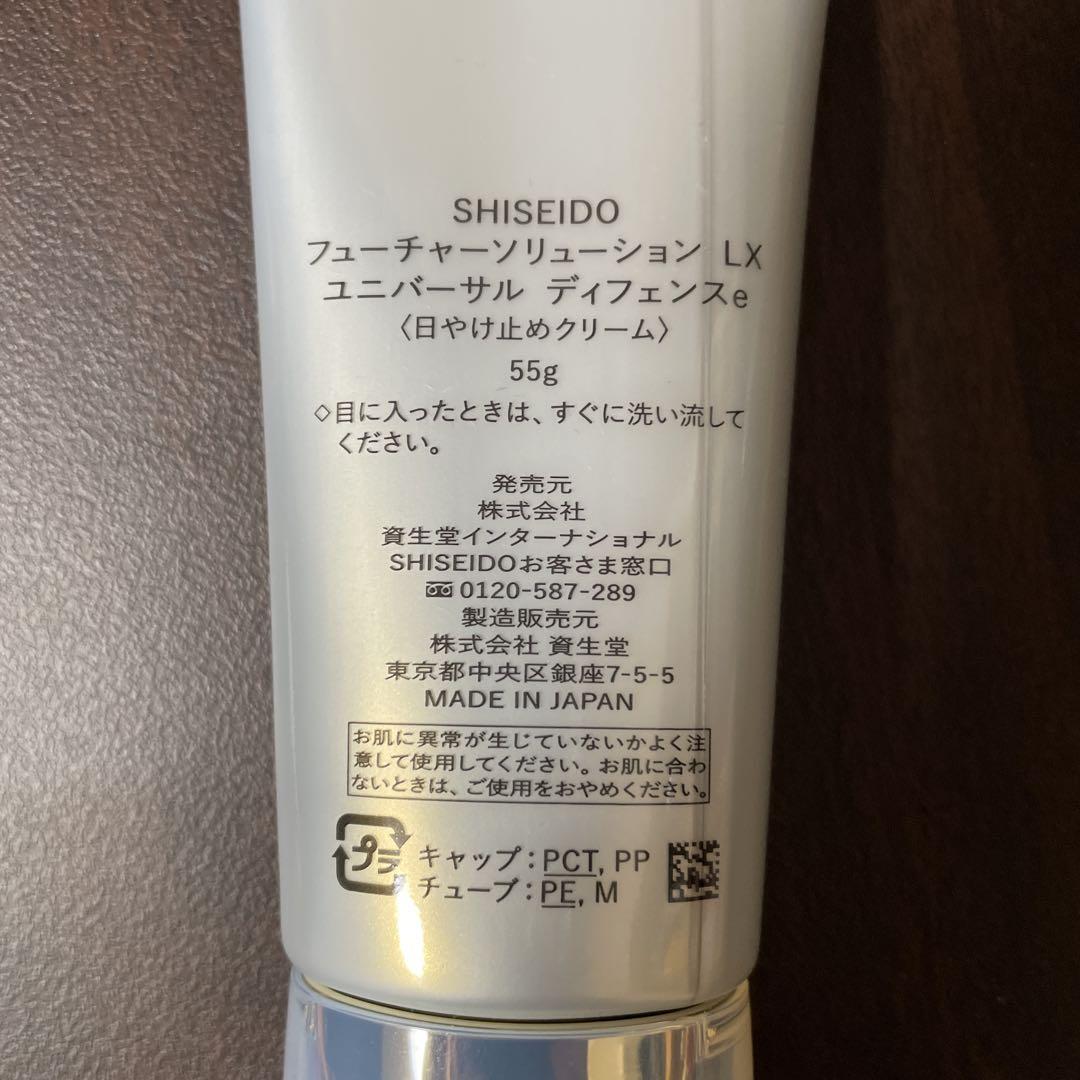 SHISEIDO
フューチャーソリューション LX
ユニバーサル ディフェンスe
〈日やけ止めクリーム〉
55g
◇目に入ったときは、すぐに洗い流して
ください。
発売元
株式会社
資生堂インターナショナル
SHISEIDOお客さま窓口
0120-587-289
製造販売元
株式会社 資生堂
東京都中央区銀座7-5-5
MADE IN JAPAN
お肌に異常が生じていないかよく注
意して使用してください。お肌に合わ
ないときは、ご使用をおやめください。
プラ キャップ:PCT, PP
チューブ:PE, M